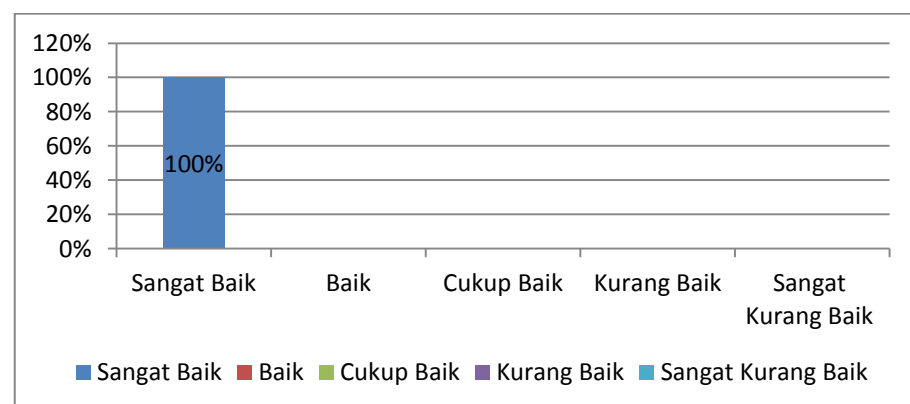 120%
100%
80%
60%
40%
20%
0%
100%
Sangat Baik Baik Cukup Baik Kurang Baik Sangat
Kurang Baik
Sangat Baik Baik Cukup Baik Kurang Baik Sangat Kurang Baik